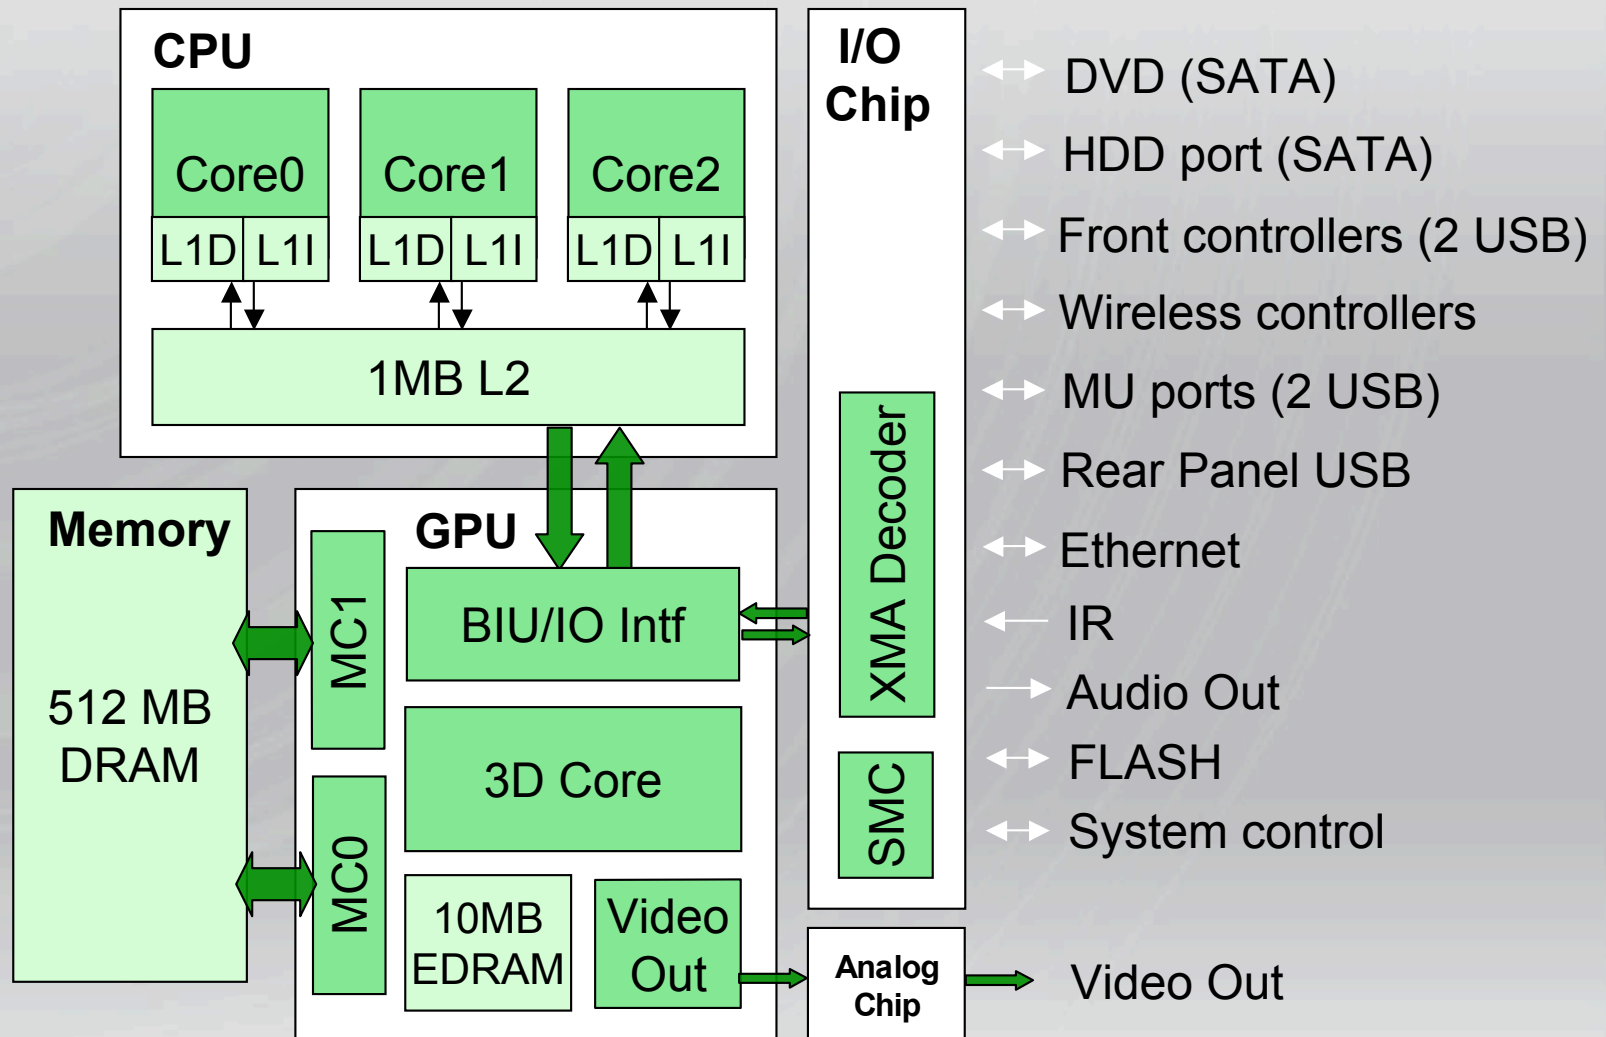 CPU
Core0
L1D
L1I
Core1
L1D
L1I
Core2
L1D
L1I
1MB L2
Memory
512 MB
DRAM
GPU
MC1
MC0
BIU/IO Intf
3D Core
10MB
EDRAM
Video
Out
I/O
Chip
XMA Decoder
SMC
Analog
Chip
DVD (SATA)
HDD port (SATA)
Front controllers (2 USB)
Wireless controllers
MU ports (2 USB)
Rear Panel USB
Ethernet
IR
Audio Out
FLASH
System control
Video Out